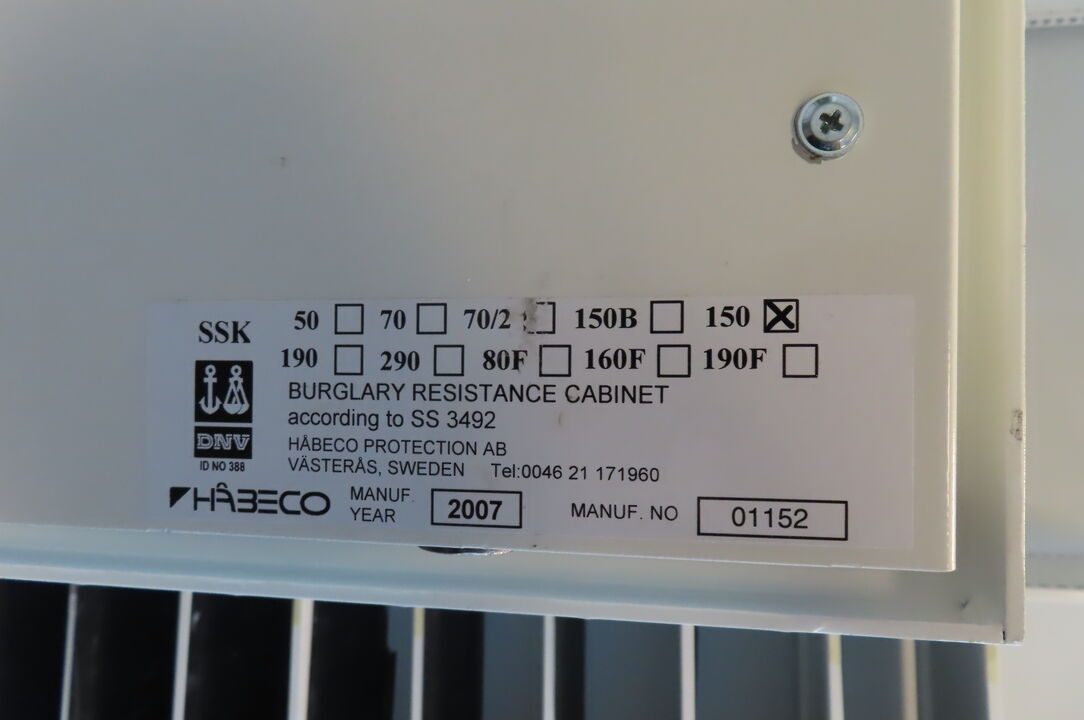 SSK 50 70 70/2 150B 150
190 290 80F 160F 190F
BURGLARY RESISTANCE CABINET
according to SS 3492
DNV
ID NO 388
HÅBECO PROTECTION AB
VÄSTERÅS, SWEDEN Tel:0046 21 171960
HÅBECO MANUF. YEAR 2007 MANUF. NO 01152